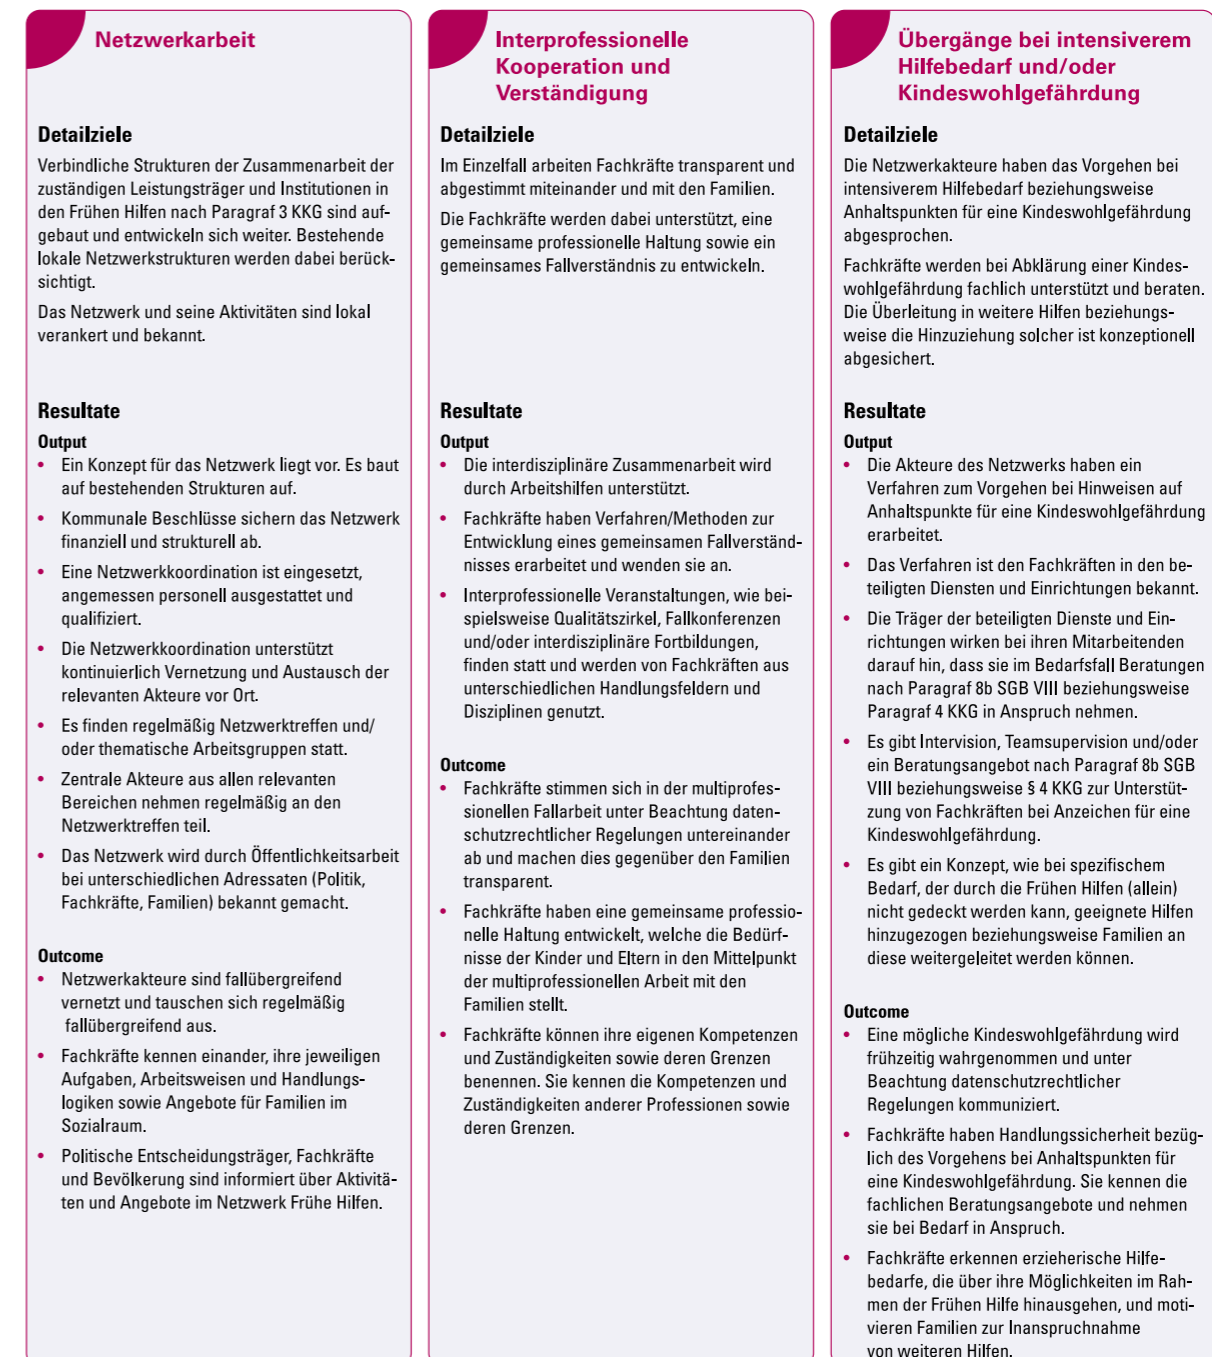 Netzwerkarbeit
Detailziele
Verbindliche Strukturen der Zusammenarbeit der
zuständigen Leistungsträger und Institutionen in
den Frühen Hilfen nach Paragraf 3 KKG sind auf-
gebaut und entwickeln sich weiter. Bestehende
lokale Netzwerkstrukturen werden dabei berück-
sichtigt.
Das Netzwerk und seine Aktivitäten sind lokal
verankert und bekannt.
Resultate
Output
• Ein Konzept für das Netzwerk liegt vor. Es baut
auf bestehenden Strukturen auf.
• Kommunale Beschlüsse sichern das Netzwerk
finanziell und strukturell ab.
• Eine Netzwerkkoordination ist eingesetzt,
angemessen personell ausgestattet und
qualifiziert.
• Die Netzwerkkoordination unterstützt
kontinuierlich Vernetzung und Austausch der
relevanten Akteure vor Ort.
• Es finden regelmäßig Netzwerktreffen und/
oder thematische Arbeitsgruppen statt.
• Zentrale Akteure aus allen relevanten
Bereichen nehmen regelmäßig an den
Netzwerktreffen teil.
• Das Netzwerk wird durch Öffentlichkeitsarbeit
bei unterschiedlichen Adressaten (Politik,
Fachkräfte, Familien) bekannt gemacht.
Outcome
• Netzwerkakteure sind fallübergreifend
vernetzt und tauschen sich regelmäßig
fallübergreifend aus.
• Fachkräfte kennen einander, ihre jeweiligen
Aufgaben, Arbeitsweisen und Handlungs-
logiken sowie Angebote für Familien im
Sozialraum.
• Politische Entscheidungsträger, Fachkräfte
und Bevölkerung sind informiert über Aktivitä-
ten und Angebote im Netzwerk Frühe Hilfen.
Interprofessionelle
Kooperation und
Verständigung
Detailziele
Im Einzelfall arbeiten Fachkräfte transparent und
abgestimmt miteinander und mit den Familien.
Die Fachkräfte werden dabei unterstützt, eine
gemeinsame professionelle Haltung sowie ein
gemeinsames Fallverständnis zu entwickeln.
Resultate
Output
• Die interdisziplinäre Zusammenarbeit wird
durch Arbeitshilfen unterstützt.
• Fachkräfte haben Verfahren/Methoden zur
Entwicklung eines gemeinsamen Fallverständ-
nisses erarbeitet und wenden sie an.
• Interprofessionelle Veranstaltungen, wie bei-
spielsweise Qualitätszirkel, Fallkonferenzen
und/oder interdisziplinäre Fortbildungen,
finden statt und werden von Fachkräften aus
unterschiedlichen Handlungsfeldern und
Disziplinen genutzt.
Outcome
• Fachkräfte stimmen sich in der multiprofes-
sionellen Fallarbeit unter Beachtung daten-
schutzrechtlicher Regelungen untereinander
ab und machen dies gegenüber den Familien
transparent.
• Fachkräfte haben eine gemeinsame professio-
nelle Haltung entwickelt, welche die Bedürf-
nisse der Kinder und Eltern in den Mittelpunkt
der multiprofessionellen Arbeit mit den
Familien stellt.
• Fachkräfte können ihre eigenen Kompetenzen
und Zuständigkeiten sowie deren Grenzen
benennen. Sie kennen die Kompetenzen und
Zuständigkeiten anderer Professionen sowie
deren Grenzen.
Übergänge bei intensiverem
Hilfebedarf und/oder
Kindeswohlgefährdung
Detailziele
Die Netzwerkakteure haben das Vorgehen bei
intensiverem Hilfebedarf beziehungsweise
Anhaltspunkten für eine Kindeswohlgefährdung
abgesprochen.
Fachkräfte werden bei Abklärung einer Kindes-
wohlgefährdung fachlich unterstützt und beraten.
Die Überleitung in weitere Hilfen beziehungs-
weise die Hinzuziehung solcher ist konzeptionell
abgesichert.
Resultate
Output
• Die Akteure des Netzwerks haben ein
Verfahren zum Vorgehen bei Hinweisen auf
Anhaltspunkte für eine Kindeswohlgefährdung
erarbeitet.
• Das Verfahren ist den Fachkräften in den be-
teiligten Diensten und Einrichtungen bekannt.
• Die Träger der beteiligten Dienste und Ein-
richtungen wirken bei ihren Mitarbeitenden
darauf hin, dass sie im Bedarfsfall Beratungen
nach Paragraf 8b SGB VIII beziehungsweise
Paragraf 4 KKG in Anspruch nehmen.
• Es gibt Intervision, Teamsupervision und/oder
ein Beratungsangebot nach Paragraf 8b SGB
VIII beziehungsweise § 4 KKG zur Unterstüt-
zung von Fachkräften bei Anzeichen für eine
Kindeswohlgefährdung.
• Es gibt ein Konzept, wie bei spezifischem
Bedarf, der durch die Frühen Hilfen (allein)
nicht gedeckt werden kann, geeignete Hilfen
hinzugezogen beziehungsweise Familien an
diese weitergeleitet werden können.
Outcome
• Eine mögliche Kindeswohlgefährdung wird
frühzeitig wahrgenommen und unter
Beachtung datenschutzrechtlicher
Regelungen kommuniziert.
• Fachkräfte haben Handlungssicherheit bezüg-
lich des Vorgehens bei Anhaltspunkten für
eine Kindeswohlgefährdung. Sie kennen die
fachlichen Beratungsangebote und nehmen
sie bei Bedarf in Anspruch.
• Fachkräfte erkennen erzieherische Hilfe-
bedarfe, die über ihre Möglichkeiten im Rah-
men der Frühen Hilfe hinausgehen, und moti-
vieren Familien zur Inanspruchnahme
von weiteren Hilfen.